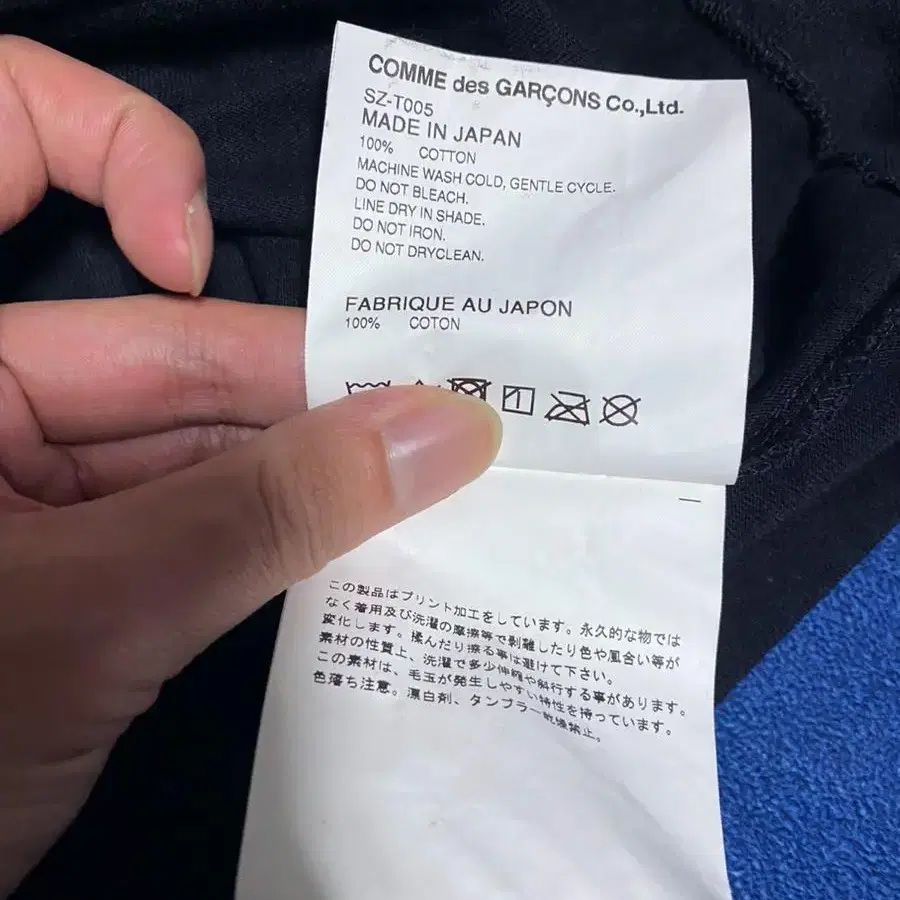 COMME des GARÇONS Co.,Ltd.
SZ-T005
MADE IN JAPAN
100% COTTON
MACHINE WASH COLD, GENTLE CYCLE.
DO NOT BLEACH.
LINE DRY IN SHADE.
DO NOT IRON.
DO NOT DRYCLEAN.
FABRIQUE AU JAPON
100% COTON
この製品はプリント加工をしています。永久的な物では
なく着用及び洗濯の摩擦等で剥離したり色や風合い等が
変化します。揉んだり擦る事は避けて下さい。
素材の性質上、洗濯で多少伸縮や斜行する事があります。
この素材は、毛玉が発生しやすい特性を持っています。
色落ち注意。漂白剤、タンブラー乾燥禁止。